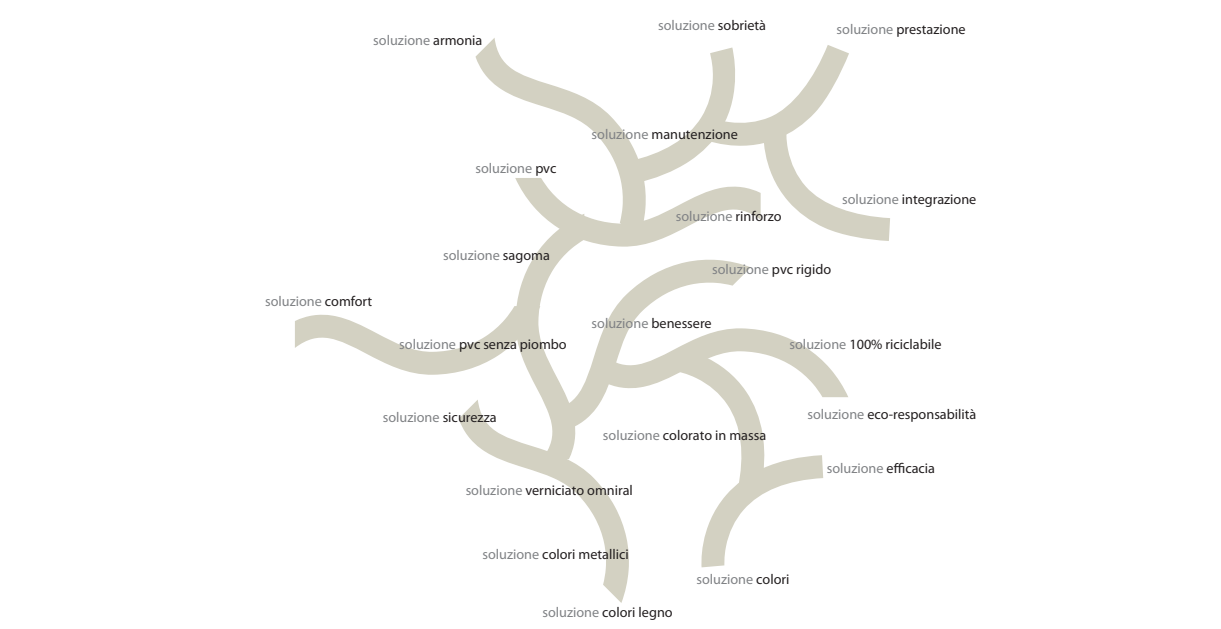 soluzione sobrietà
soluzione prestazione
soluzione armonia
soluzione manutenzione
soluzione pvc
soluzione integrazione
soluzione rinforzo
soluzione sagoma
soluzione pvc rigido
soluzione comfort
soluzione benessere
soluzione pvc senza piombo
soluzione 100% riciclabile
soluzione sicurezza
soluzione eco-responsabilità
soluzione colorato in massa
soluzione efficacia
soluzione verniciato omniral
soluzione colori metallici
soluzione colori
soluzione colori legno